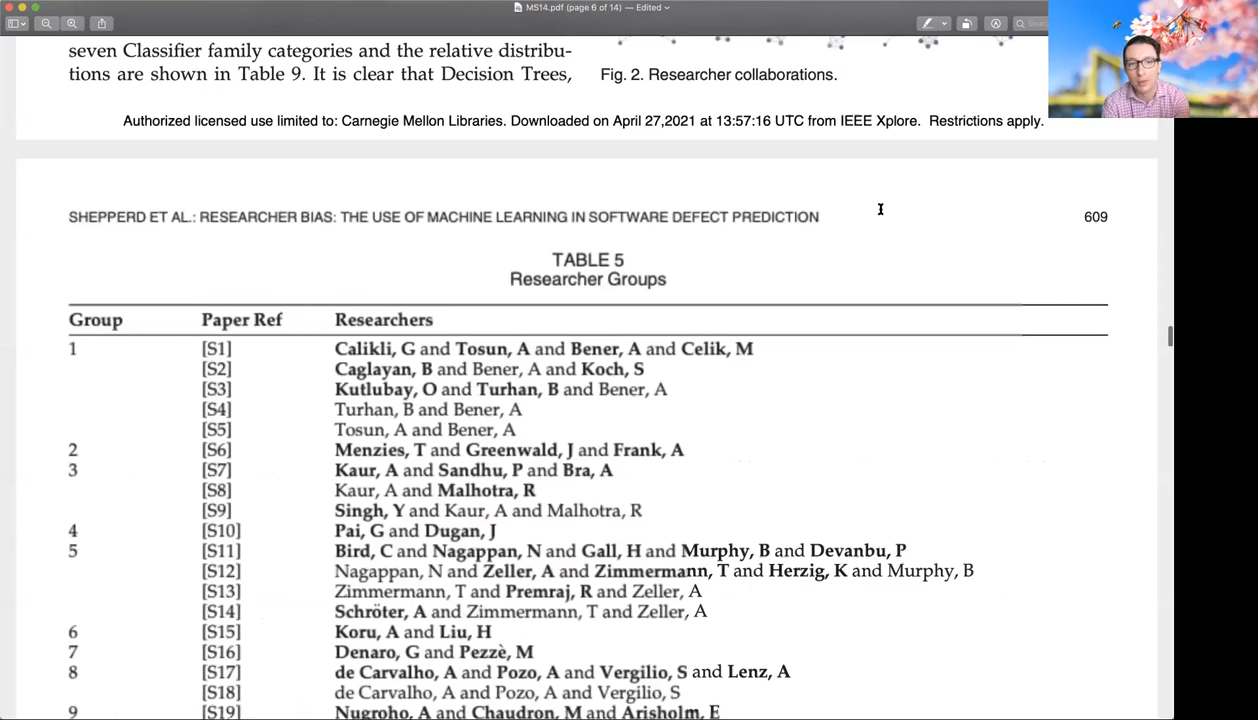 MS14.pdf (page 6 of 14) — Edited
seven Classifier family categories and the relative distribu-
tions are shown in Table 9. It is clear that Decision Trees,
Fig. 2. Researcher collaborations.
Authorized licensed use limited to: Carnegie Mellon Libraries. Downloaded on April 27,2021 at 13:57:16 UTC from IEEE Xplore. Restrictions apply.
SHEPPERD ET AL.: RESEARCHER BIAS: THE USE OF MACHINE LEARNING IN SOFTWARE DEFECT PREDICTION 609
TABLE 5
Researcher Groups
Group Paper Ref Researchers
1 [S1] Calikli, G and Tosun, A and Bener, A and Celik, M
[S2] Caglayan, B and Bener, A and Koch, S
[S3] Kutlubay, O and Turhan, B and Bener, A
[S4] Turhan, B and Bener, A
[S5] Tosun, A and Bener, A
2 [S6] Menzies, T and Greenwald, J and Frank, A
3 [S7] Kaur, A and Sandhu, P and Bra, A
[S8] Kaur, A and Malhotra, R
[S9] Singh, Y and Kaur, A and Malhotra, R
4 [S10] Pai, G and Dugan, J
5 [S11] Bird, C and Nagappan, N and Gall, H and Murphy, B and Devanbu, P
[S12] Nagappan, N and Zeller, A and Zimmermann, T and Herzig, K and Murphy, B
[S13] Zimmermann, T and Premraj, R and Zeller, A
[S14] Schröter, A and Zimmermann, T and Zeller, A
6 [S15] Koru, A and Liu, H
7 [S16] Denaro, G and Pezzè, M
8 [S17] de Carvalho, A and Pozo, A and Vergilio, S and Lenz, A
[S18] de Carvalho, A and Pozo, A and Vergilio, S
9 [S19] Nugroho, A and Chaudron, M and Arisholm, E